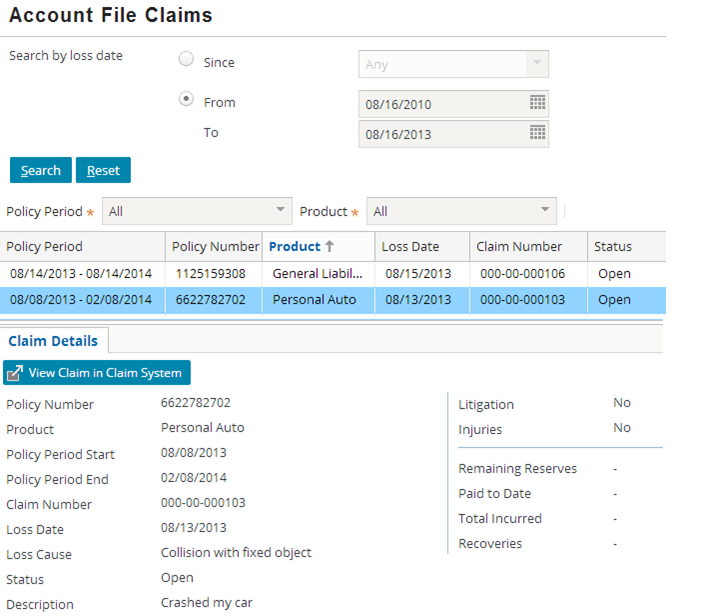 Account File Claims
Search by loss date
Since
Any
From
08/16/2010
To
08/16/2013
Search Reset
Policy Period * All Product * All
Policy Period Policy Number Product ↑ Loss Date Claim Number Status
08/14/2013 - 08/14/2014 1125159308 General Liabil... 08/15/2013 000-00-000106 Open
08/08/2013 - 02/08/2014 6622782702 Personal Auto 08/13/2013 000-00-000103 Open
Claim Details
View Claim in Claim System
Policy Number 6622782702
Product Personal Auto
Policy Period Start 08/08/2013
Policy Period End 02/08/2014
Claim Number 000-00-000103
Loss Date 08/13/2013
Loss Cause Collision with fixed object
Status Open
Description Crashed my car
Litigation No
Injuries No
Remaining Reserves -
Paid to Date -
Total Incurred -
Recoveries -